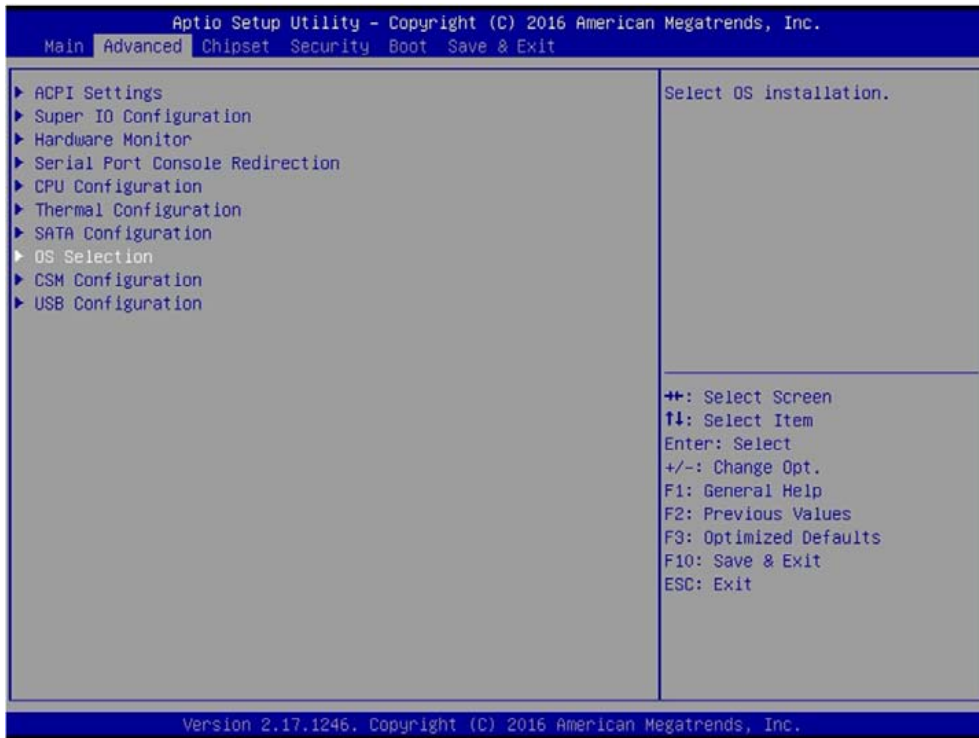 Aptio Setup Utility – Copyright (C) 2016 American Megatrends, Inc.
Main Advanced Chipset Security Boot Save & Exit
▶ ACPI Settings
▶ Super IO Configuration
▶ Hardware Monitor
▶ Serial Port Console Redirection
▶ CPU Configuration
▶ Thermal Configuration
▶ SATA Configuration
▶ OS Selection
▶ CSM Configuration
▶ USB Configuration
Select OS installation.
→←: Select Screen
↑↓: Select Item
Enter: Select
+/-: Change Opt.
F1: General Help
F2: Previous Values
F3: Optimized Defaults
F10: Save & Exit
ESC: Exit
Version 2.17.1246. Copyright (C) 2016 American Megatrends, Inc.